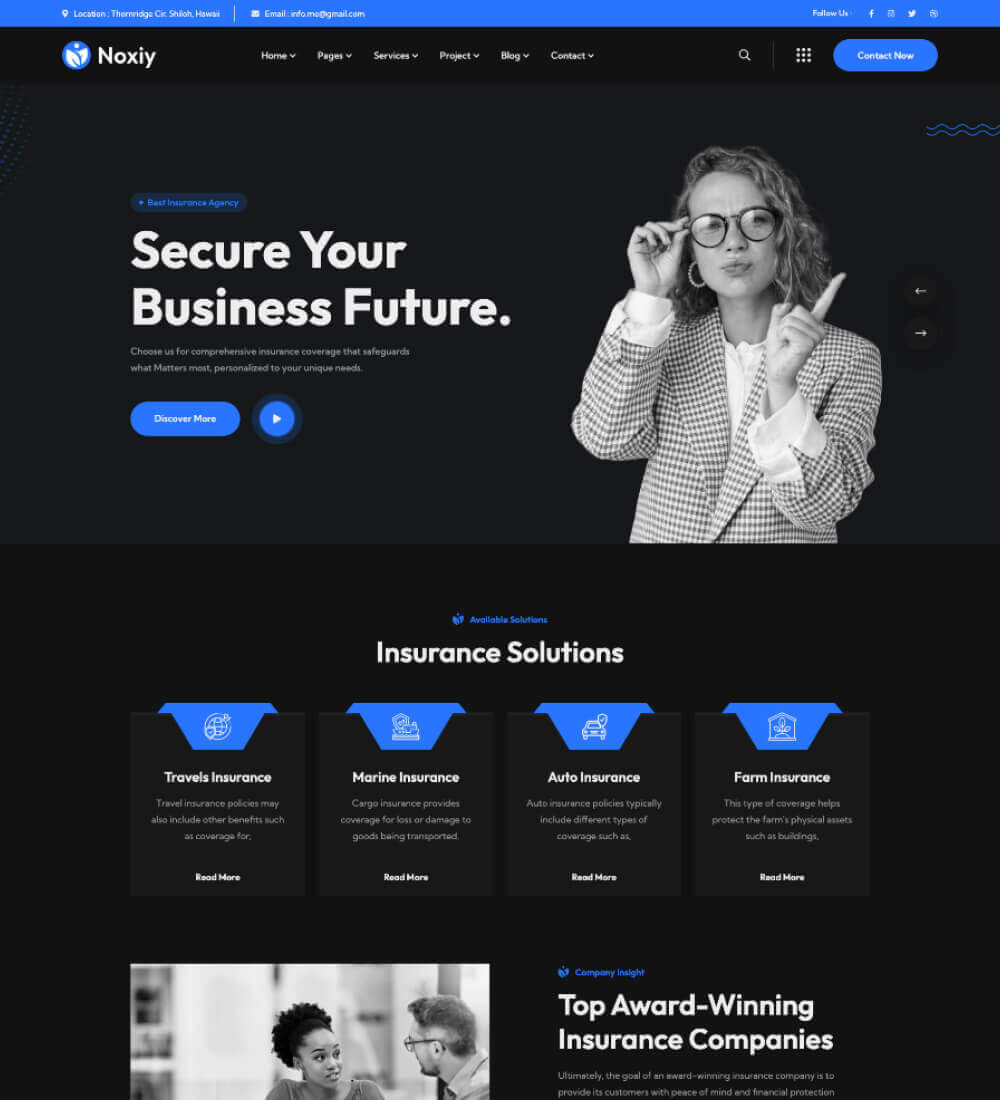 Location : Thornridge Cir. Shiloh, Hawaii
Email : info.me@gmail.com
Follow Us :
Noxiy
Home
Pages
Services
Project
Blog
Contact
Contact Now
Best Insurance Agency
Secure Your
Business Future.
Choose us for comprehensive insurance coverage that safeguards
what Matters most, personalized to your unique needs.
Discover More
Available Solutions
Insurance Solutions
Travels Insurance
Travel insurance policies may
also include other benefits such
as coverage for,
Read More
Marine Insurance
Cargo insurance provides
coverage for loss or damage to
goods being transported,
Read More
Auto Insurance
Auto insurance policies typically
include different types of
coverage such as,
Read More
Farm Insurance
This type of coverage helps
protect the farm's physical assets
such as buildings,
Read More
Company Insight
Top Award-Winning
Insurance Companies
Ultimately, the goal of an award-winning insurance company is to
provide its customers with peace of mind and financial protection